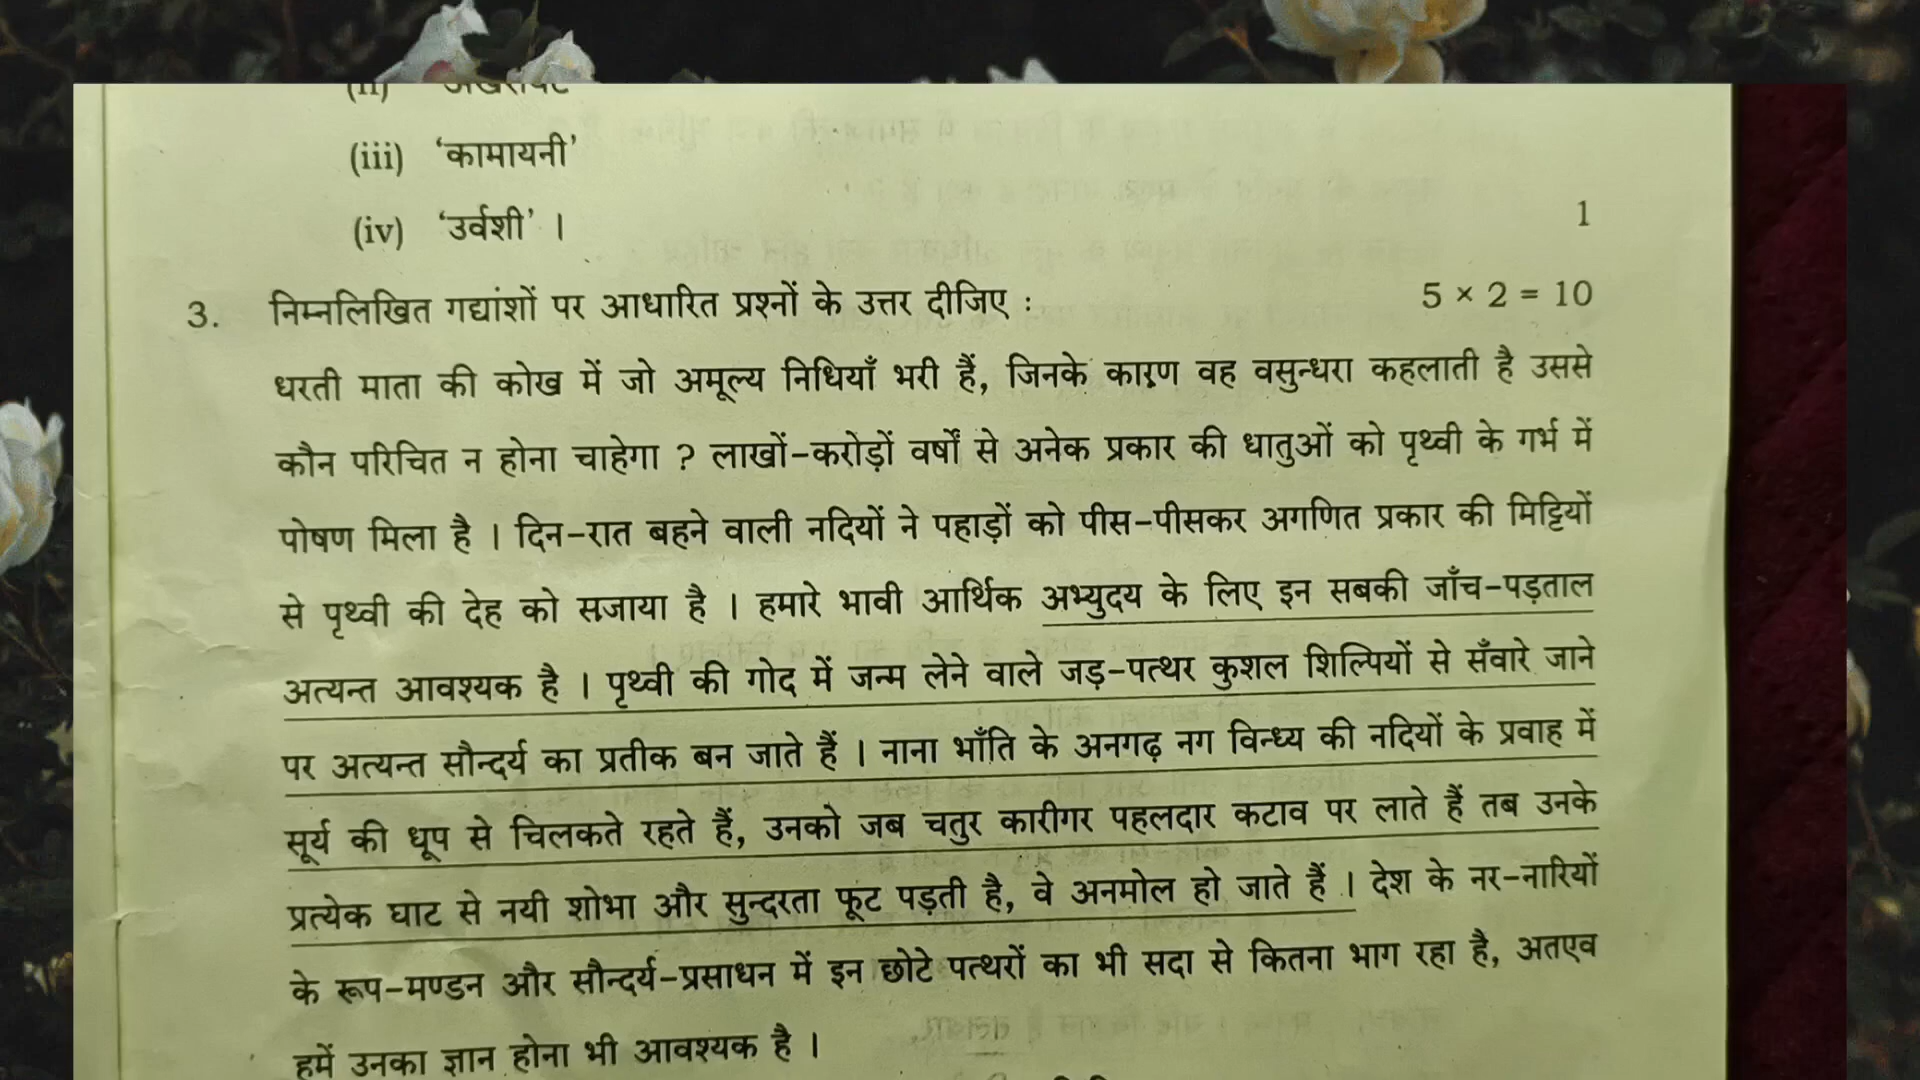 (ii) 'अखरावट'
(iii) 'कामायनी'
(iv) 'उर्वशी' ।
1
3. निम्नलिखित गद्यांशों पर आधारित प्रश्नों के उत्तर दीजिए : 5 × 2 = 10
धरती माता की कोख में जो अमूल्य निधियाँ भरी हैं, जिनके कारण वह वसुन्धरा कहलाती है उससे
कौन परिचित न होना चाहेगा ? लाखों-करोड़ों वर्षों से अनेक प्रकार की धातुओं को पृथ्वी के गर्भ में
पोषण मिला है । दिन-रात बहने वाली नदियों ने पहाड़ों को पीस-पीसकर अगणित प्रकार की मिट्टियों
से पृथ्वी की देह को सजाया है । हमारे भावी आर्थिक अभ्युदय के लिए इन सबकी जाँच-पड़ताल
अत्यन्त आवश्यक है । पृथ्वी की गोद में जन्म लेने वाले जड़-पत्थर कुशल शिल्पियों से सँवारे जाने
पर अत्यन्त सौन्दर्य का प्रतीक बन जाते हैं । नाना भाँति के अनगढ़ नग विन्ध्य की नदियों के प्रवाह में
सूर्य की धूप से चिलकते रहते हैं, उनको जब चतुर कारीगर पहलदार कटाव पर लाते हैं तब उनके
प्रत्येक घाट से नयी शोभा और सुन्दरता फूट पड़ती है, वे अनमोल हो जाते हैं । देश के नर-नारियों
के रूप-मण्डन और सौन्दर्य-प्रसाधन में इन छोटे पत्थरों का भी सदा से कितना भाग रहा है, अतएव
हमें उनका ज्ञान होना भी आवश्यक है ।